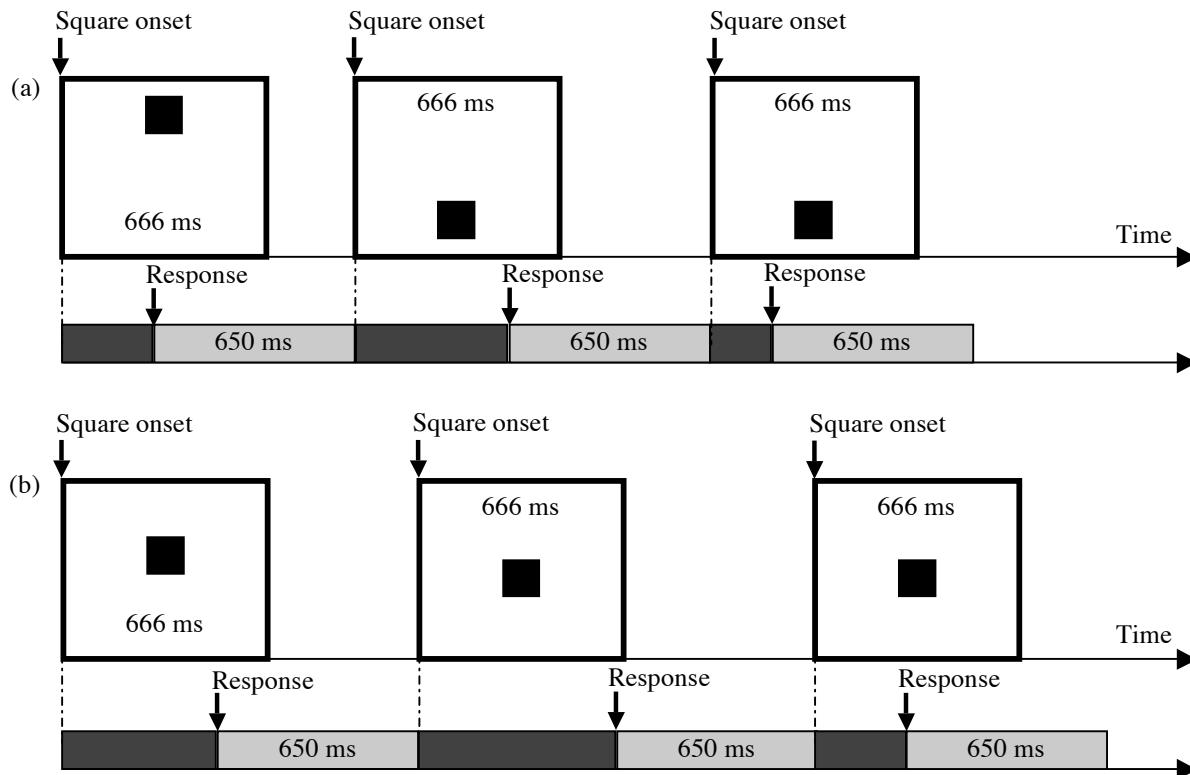 Square onset Square onset Square onset
(a)
666 ms 666 ms
666 ms
Time
Response Response Response
650 ms 650 ms 650 ms
Square onset Square onset Square onset
(b)
666 ms 666 ms
666 ms
Time
Response Response Response
650 ms 650 ms 650 ms